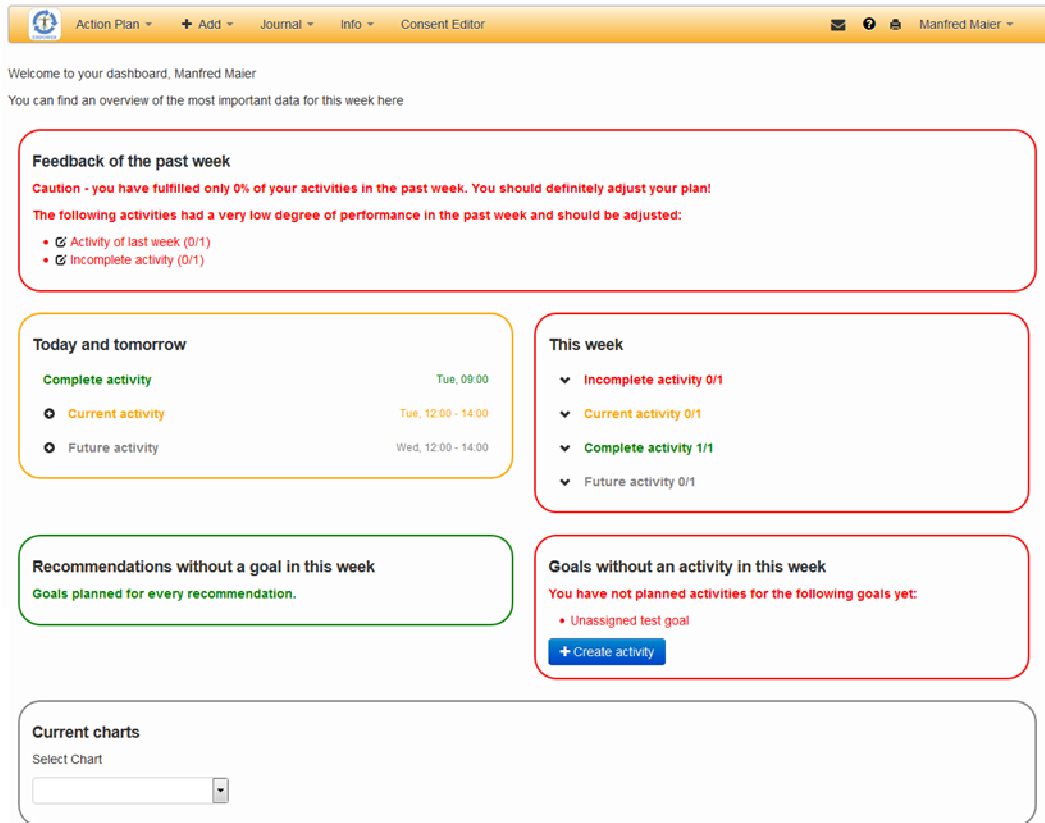 Action Plan
Add
Journal
Info
Consent Editor
Manfred Maier
Welcome to your dashboard, Manfred Maier
You can find an overview of the most important data for this week here
Feedback of the past week
Caution - you have fulfilled only 0% of your activities in the past week. You should definitely adjust your plan!
The following activities had a very low degree of performance in the past week and should be adjusted:
Activity of last week (0/1)
Incomplete activity (0/1)
Today and tomorrow
Complete activity Tue, 09:00
Current activity Tue, 12:00 - 14:00
Future activity Wed, 12:00 - 14:00
This week
Incomplete activity 0/1
Current activity 0/1
Complete activity 1/1
Future activity 0/1
Recommendations without a goal in this week
Goals planned for every recommendation.
Goals without an activity in this week
You have not planned activities for the following goals yet:
Unassigned test goal
Create activity
Current charts
Select Chart